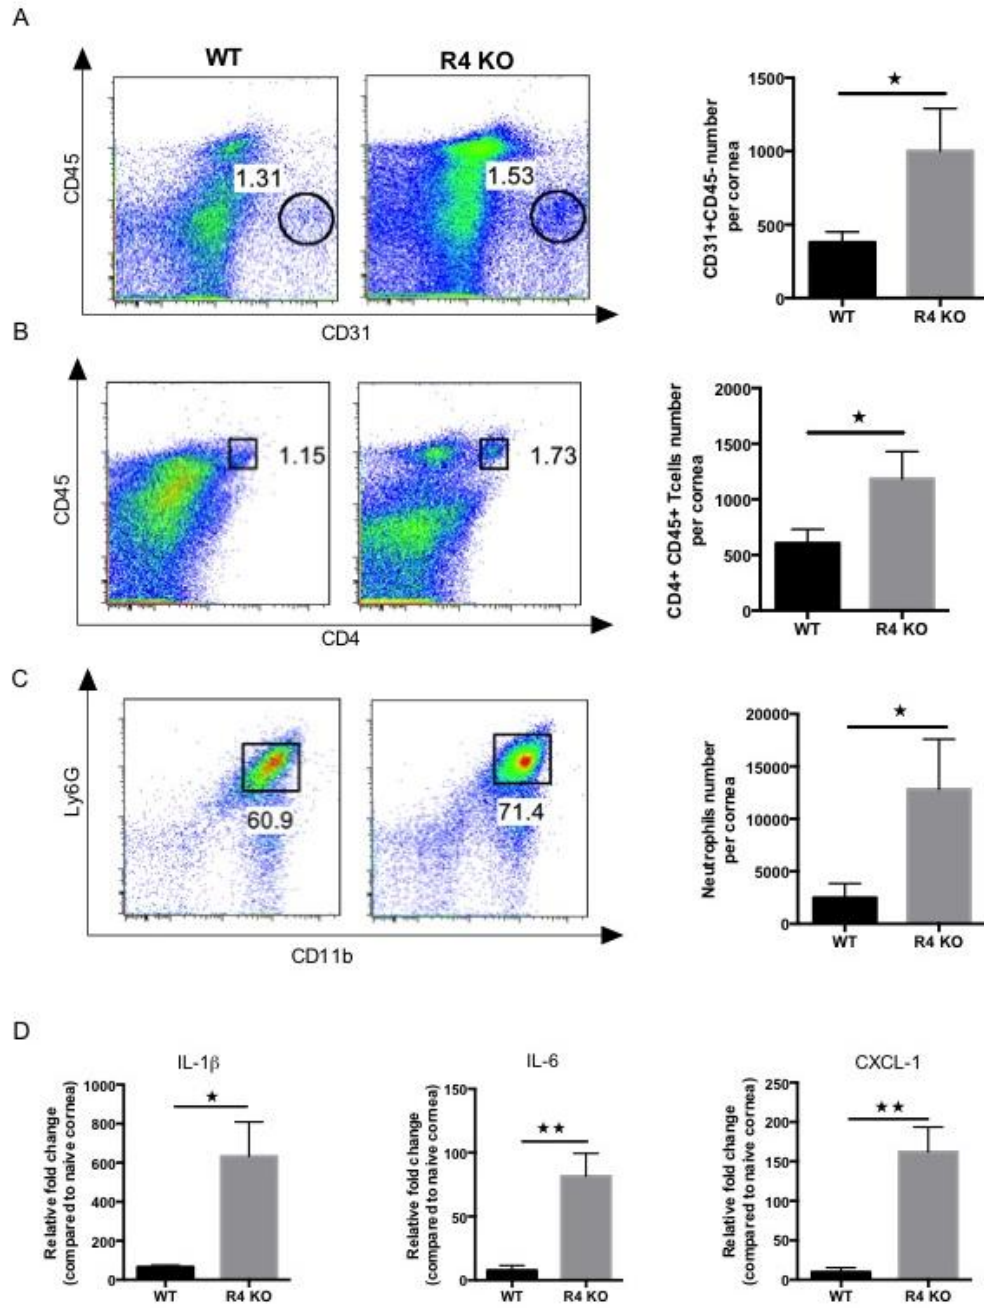 A
WT
R4 KO
CD45
1.31
1.53
CD31
CD31+CD45- number
per cornea
1500
1000
500
0
★
WT
R4 KO
B
CD45
1.15
1.73
CD4
CD4+ CD45+ Tcells number
per cornea
2000
1500
1000
500
0
★
WT
R4 KO
C
Ly6G
60.9
71.4
CD11b
Neutrophils number
per cornea
20000
15000
10000
5000
0
★
WT
R4 KO
D
IL-1β
Relative fold change
(compared to naive cornea)
1000
800
600
400
200
0
★
WT
R4 KO
IL-6
Relative fold change
(compared to naive cornea)
150
100
50
0
★★
WT
R4 KO
CXCL-1
Relative fold change
(compared to naive cornea)
250
200
150
100
50
0
★★
WT
R4 KO